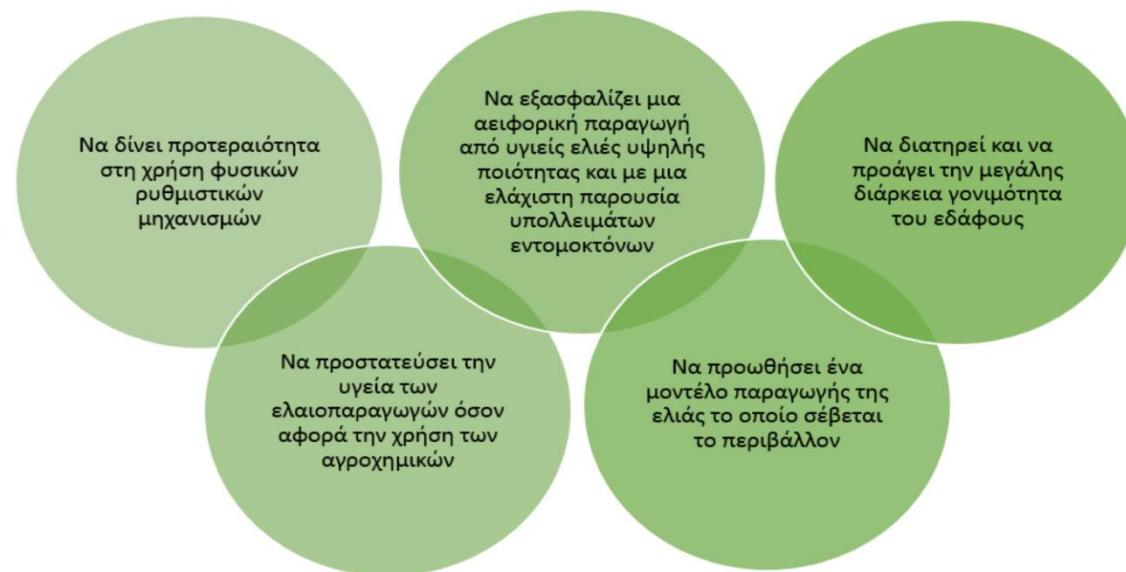 Να δίνει προτεραιότητα
στη χρήση φυσικών
ρυθμιστικών
μηχανισμών
Να εξασφαλίζει μια
αειφορική παραγωγή
από υγιείς ελιές υψηλής
ποιότητας και με μια
ελάχιστη παρουσία
υπολλειμάτων
εντομοκτόνων
Να διατηρεί και να
προάγει την μεγάλης
διάρκεια γονιμότητα
του εδάφους
Να προστατεύσει την
υγεία των
ελαιοπαραγωγών όσον
αφορά την χρήση των
αγροχημικών
Να προωθήσει ένα
μοντέλο παραγωγής της
ελιάς το οποίο σέβεται
το περιβάλλον